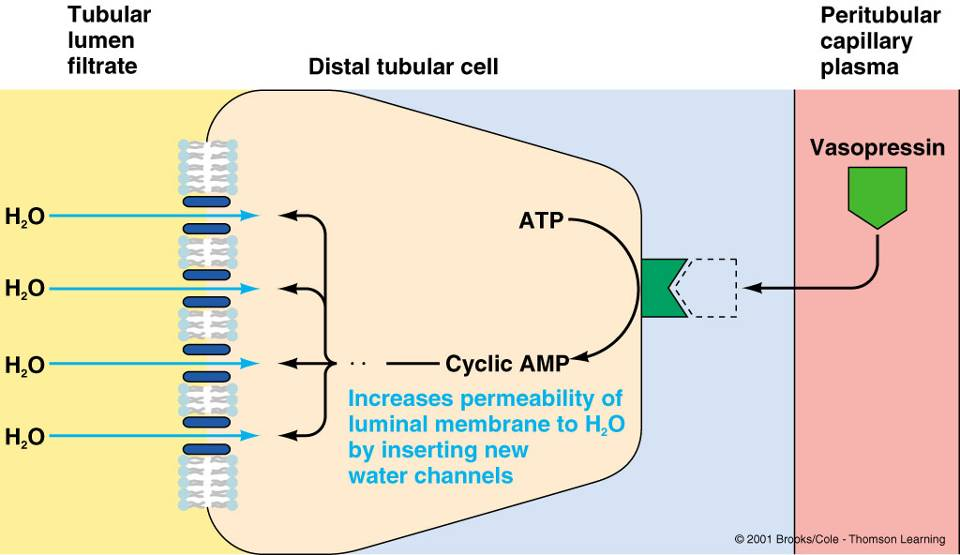 Tubular
lumen
filtrate
Distal tubular cell
Peritubular
capillary
plasma
Vasopressin
H₂O
ATP
H₂O
H₂O
Cyclic AMP
Increases permeability of
luminal membrane to H₂O
by inserting new
water channels
H₂O
© 2001 Brooks/Cole - Thomson Learning